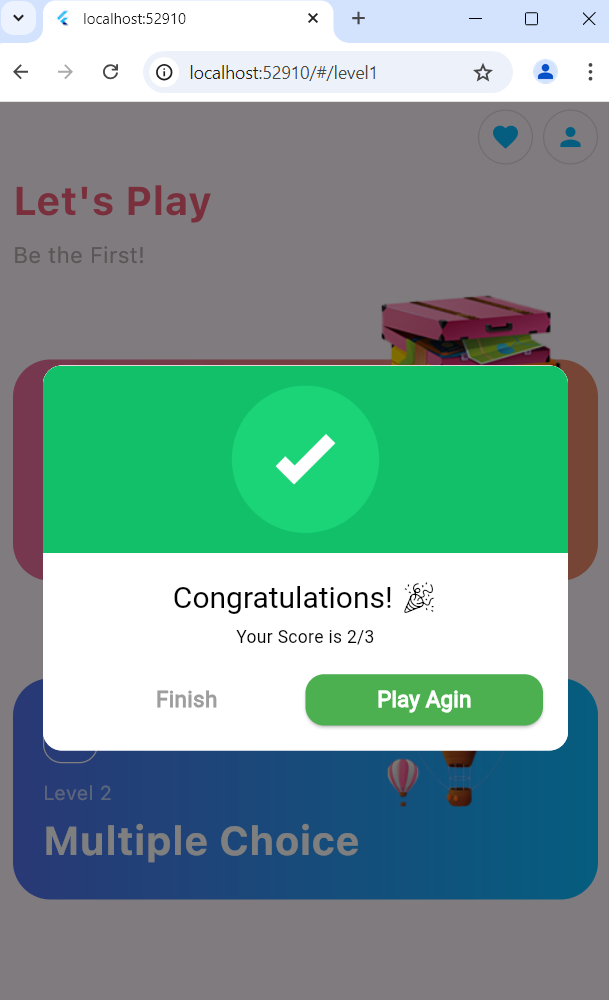 localhost:52910
localhost:52910/#/level1
Let's Play
Be the First!
Congratulations! 🎉
Your Score is 2/3
Finish
Play Agin
Level 2
Multiple Choice